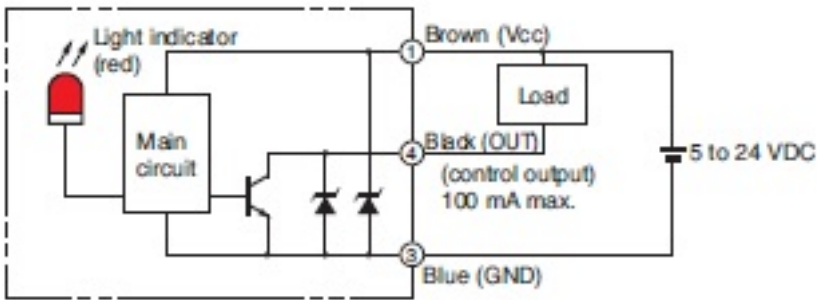 Light indicator
(red)
1
Brown (Vcc)
Load
Main
circuit
4
Black (OUT)
(control output)
100 mA max.
5 to 24 VDC
3
Blue (GND)